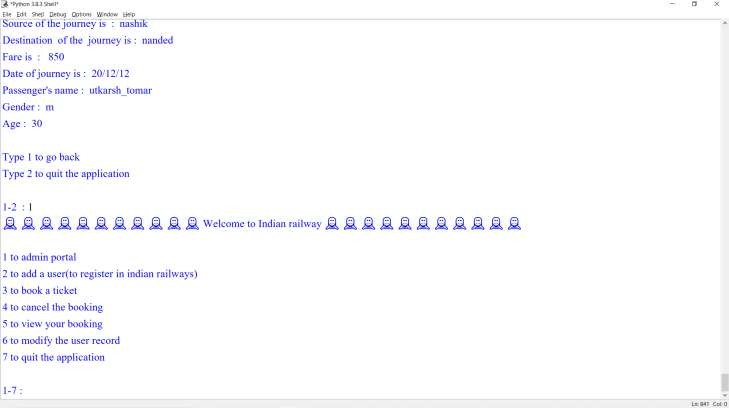 *Python 3.8.3 Shell*
File Edit Shell Debug Options Window Help
Source of the journey is : nashik
Destination of the journey is : nanded
Fare is : 850
Date of journey is : 20/12/12
Passenger's name : utkarsh_tomar
Gender : m
Age : 30
Type 1 to go back
Type 2 to quit the application
1-2 : 1
Welcome to Indian railway
1 to admin portal
2 to add a user(to register in indian railways)
3 to book a ticket
4 to cancel the booking
5 to view your booking
6 to modify the user record
7 to quit the application
1-7 :
Ln: 841 Col: 0